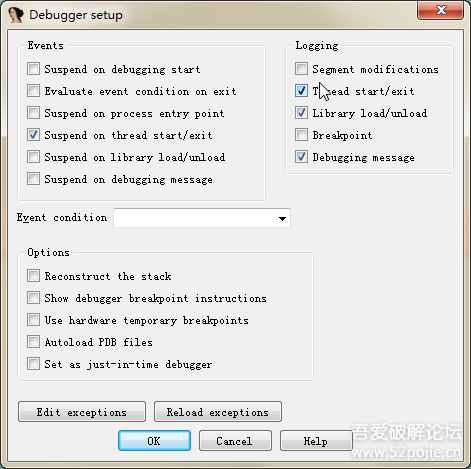 Debugger setup
Events
Suspend on debugging start
Evaluate event condition on exit
Suspend on process entry point
Suspend on thread start/exit
Suspend on library load/unload
Suspend on debugging message
Logging
Segment modifications
Thread start/exit
Library load/unload
Breakpoint
Debugging message
Event condition
Options
Reconstruct the stack
Show debugger breakpoint instructions
Use hardware temporary breakpoints
Autoload PDB files
Set as just-in-time debugger
Edit exceptions
Reload exceptions
OK
Cancel
Help
吾爱破解论坛
www.52pojie.cn